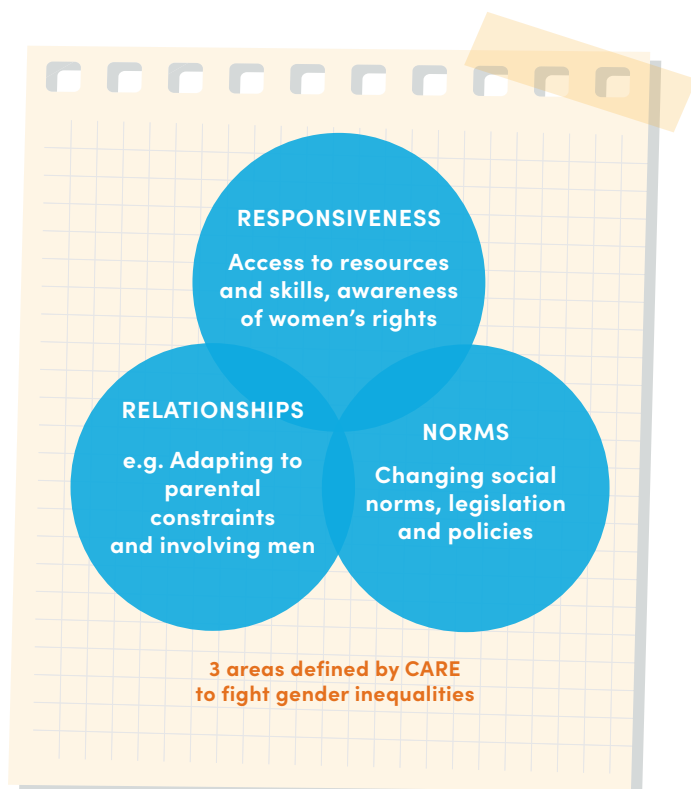 RESPONSIVENESS
Access to resources
and skills, awareness
of women’s rights
RELATIONSHIPS
e.g. Adapting to
parental
constraints
and involving men
NORMS
Changing social
norms, legislation
and policies
3 areas defined by CARE
to fight gender inequalities